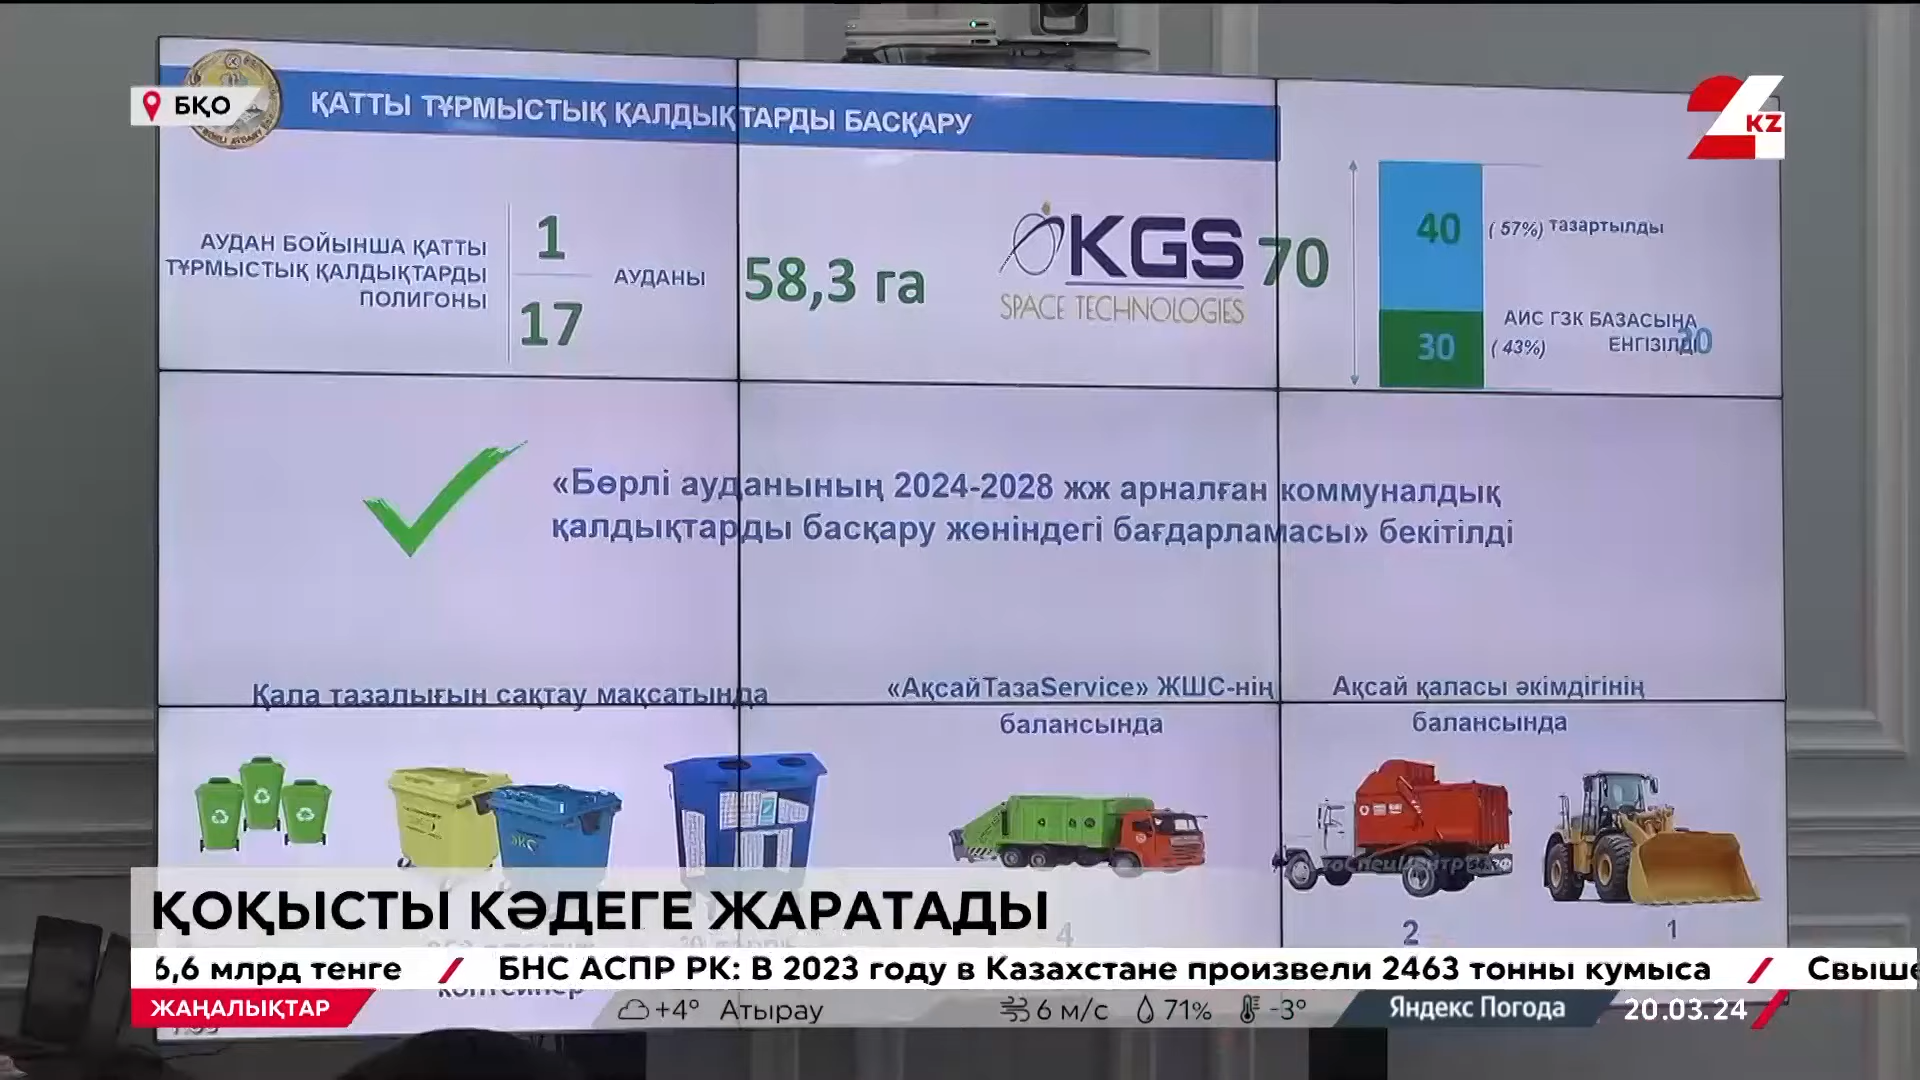 БҚО
2
KZ
ҚАТТЫ ТҰРМЫСТЫҚ ҚАЛДЫҚТАРДЫ БАСҚАРУ
АУДАН БОЙЫНША ҚАТТЫ
ТҰРМЫСТЫҚ ҚАЛДЫҚТАРДЫ
ПОЛИГОНЫ
1
17
АУДАНЫ
58,3 га
KGS
SPACE TECHNOLOGIES
70
40
(57%) тазартылды
30
(43%)
АИС ГЗК БАЗАСЫНА
ЕНГІЗІЛДІ
«Бөрлі ауданының 2024-2028 жж арналған коммуналдық
қалдықтарды басқару жөніндегі бағдарламасы» бекітілді
Қала тазалығын сақтау мақсатында
«АқсайТазаService» ЖШС-нің
балансында
Ақсай қаласы әкімдігінің
балансында
4
2
1
ҚОҚЫСТЫ КӘДЕГЕ ЖАРАТАДЫ
6,6 млрд тенге / БНС АСПР РК: В 2023 году в Казахстане произвели 2463 тонны кумыса / Свыше
контейнер
ЖАҢАЛЫҚТАР
+4° Атырау
6 м/с
71%
-3°
Яндекс Погода
20.03.24